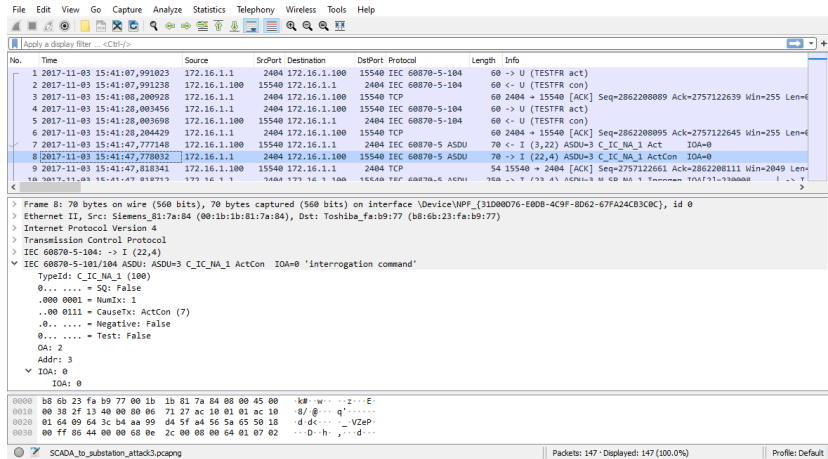 File Edit View Go Capture Analyze Statistics Telephony Wireless Tools Help
Apply a display filter ... <Ctrl-/>
No. Time Source SrcPort Destination DstPort Protocol Length Info
1 2017-11-03 15:41:07,991023 172.16.1.1 2404 172.16.1.100 15540 IEC 60870-5-104 60 -> U (TESTFR act)
2 2017-11-03 15:41:07,991238 172.16.1.100 15540 172.16.1.1 2404 IEC 60870-5-104 60 <- U (TESTFR con)
3 2017-11-03 15:41:08,200928 172.16.1.1 2404 172.16.1.100 15540 TCP 60 2404 → 15540 [ACK] Seq=2862208089 Ack=2757122639 Win=255 Len=
4 2017-11-03 15:41:28,003456 172.16.1.1 2404 172.16.1.100 15540 IEC 60870-5-104 60 -> U (TESTFR act)
5 2017-11-03 15:41:28,003698 172.16.1.100 15540 172.16.1.1 2404 IEC 60870-5-104 60 <- U (TESTFR con)
6 2017-11-03 15:41:28,204429 172.16.1.1 2404 172.16.1.100 15540 TCP 60 2404 → 15540 [ACK] Seq=2862208095 Ack=2757122645 Win=255 Len=
7 2017-11-03 15:41:47,777148 172.16.1.100 15540 172.16.1.1 2404 IEC 60870-5 ASDU 70 <- I (3,22) ASDU=3 C_IC_NA_1 Act IOA=0
8 2017-11-03 15:41:47,778032 172.16.1.1 2404 172.16.1.100 15540 IEC 60870-5 ASDU 70 -> I (22,4) ASDU=3 C_IC_NA_1 ActCon IOA=0
9 2017-11-03 15:41:47,818341 172.16.1.100 15540 172.16.1.1 2404 TCP 54 15540 → 2404 [ACK] Seq=2757122661 Ack=2862208111 Win=2049 Len=
Frame 8: 70 bytes on wire (560 bits), 70 bytes captured (560 bits) on interface \Device\NPF_{31D00D76-E0DB-4C9F-8D62-67FA24CB3C0C}, id 0
Ethernet II, Src: Siemens_81:7a:84 (00:1b:1b:81:7a:84), Dst: Toshiba_fa:b9:77 (b8:6b:23:fa:b9:77)
Internet Protocol Version 4
Transmission Control Protocol
IEC 60870-5-104: -> I (22,4)
IEC 60870-5-101/104 ASDU: ASDU=3 C_IC_NA_1 ActCon IOA=0 'interrogation command'
TypeId: C_IC_NA_1 (100)
0... .... = SQ: False
.000 0001 = NumIx: 1
..00 0111 = CauseTx: ActCon (7)
.0.. .... = Negative: False
0... .... = Test: False
OA: 2
Addr: 3
IOA: 0
IOA: 0
0000 b8 6b 23 fa b9 77 00 1b 1b 81 7a 84 08 00 45 00 ·k#··w·· ··z···E·
0010 00 38 2f 13 40 00 80 06 71 27 ac 10 01 01 ac 10 ·8/·@··· q'······
0020 01 64 09 64 3c b4 aa 99 d4 5f a4 56 5a 65 50 18 ·d·d<··· ·_·VZeP·
0030 00 ff 86 44 00 00 68 0e 2c 00 08 00 64 01 07 02 ···D··h· ,···d···
SCADA_to_substation_attack3.pcapng Packets: 147 · Displayed: 147 (100.0%) Profile: Default